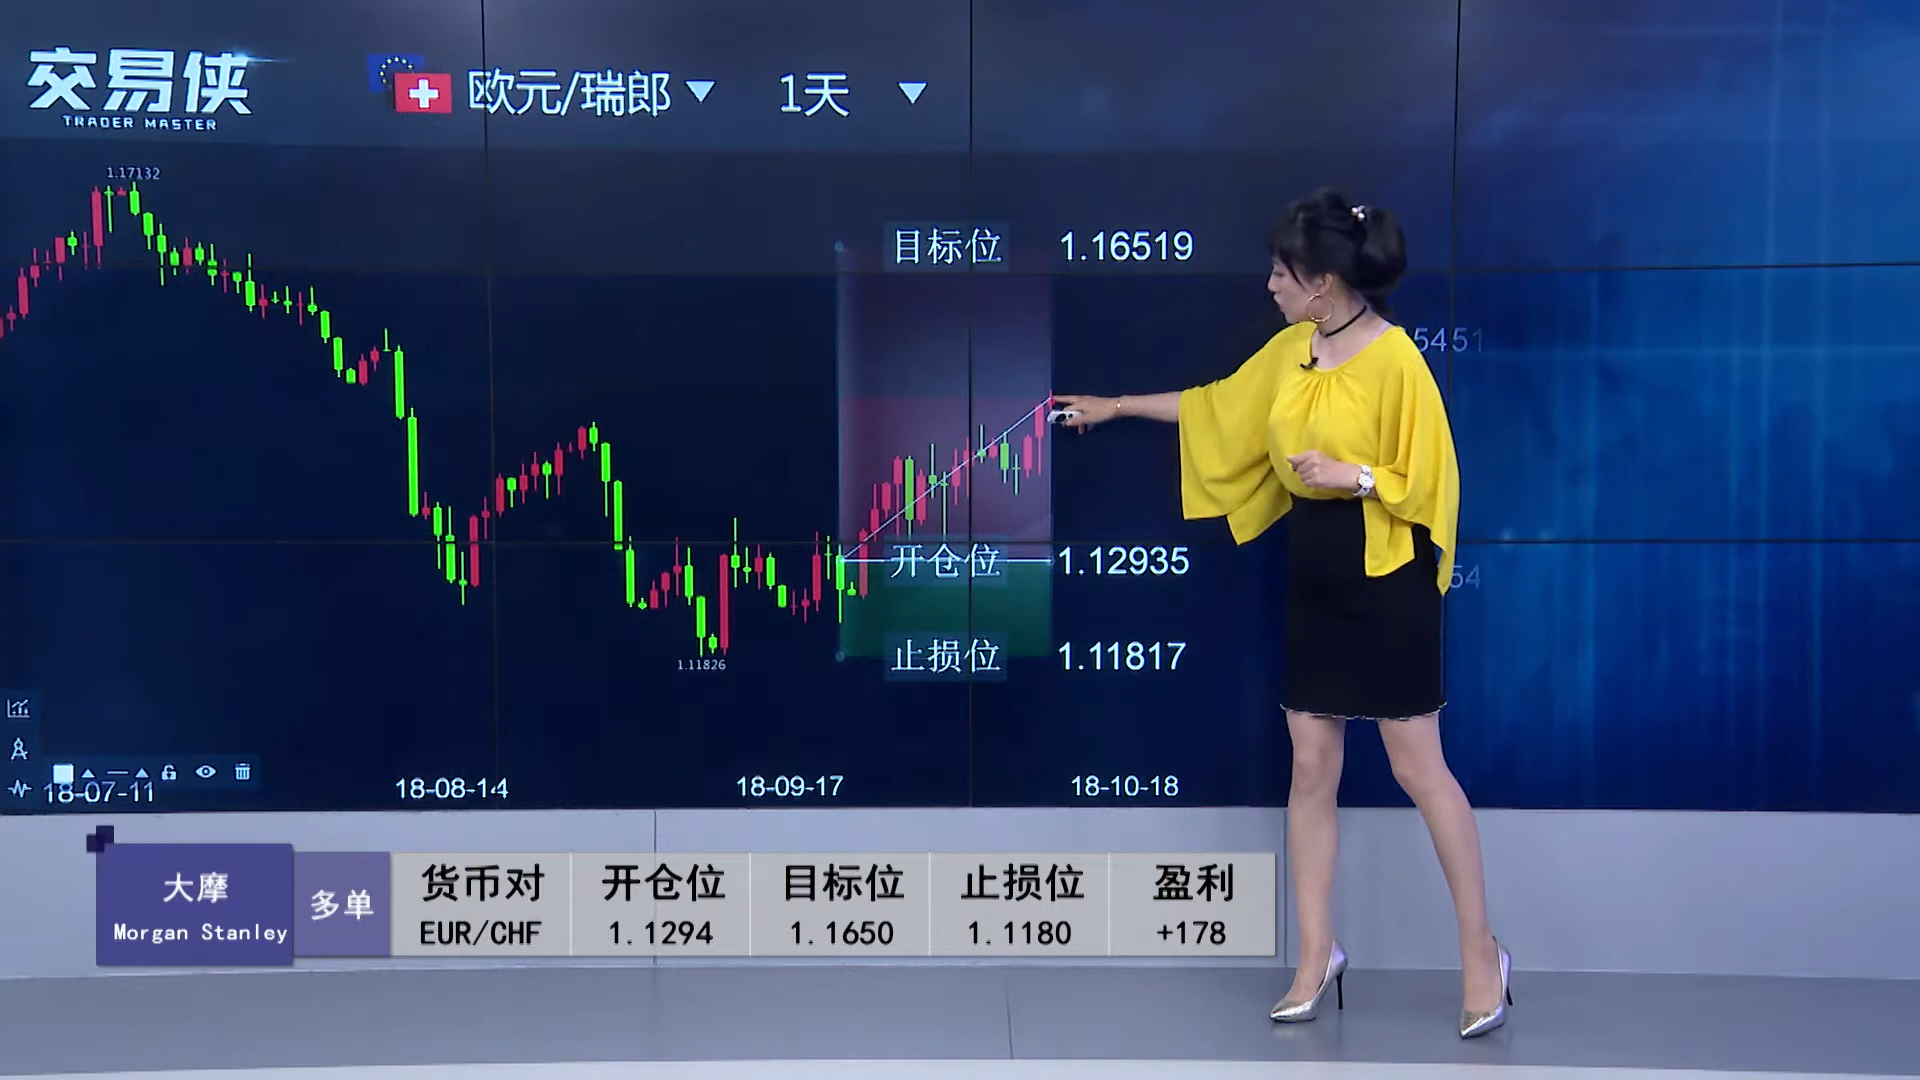 交易侠
TRADER MASTER
欧元/瑞郎 1天
1.17132
目标位 1.16519
5451
开仓位 1.12935
54
止损位 1.11817
1.11826
18-07-11 18-08-14 18-09-17 18-10-18
大摩
Morgan Stanley
多单
货币对 开仓位 目标位 止损位 盈利
EUR/CHF 1.1294 1.1650 1.1180 +178